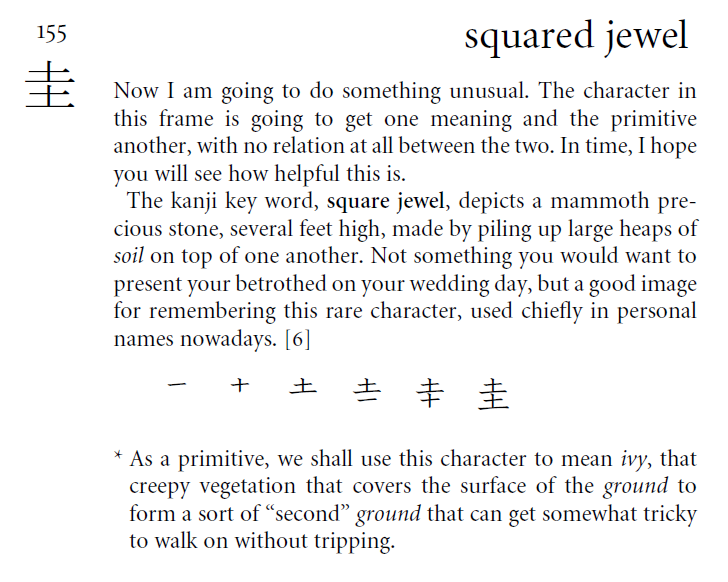 155
squared jewel
圭
Now I am going to do something unusual. The character in
this frame is going to get one meaning and the primitive
another, with no relation at all between the two. In time, I hope
you will see how helpful this is.
The kanji key word, square jewel, depicts a mammoth pre-
cious stone, several feet high, made by piling up large heaps of
soil on top of one another. Not something you would want to
present your betrothed on your wedding day, but a good image
for remembering this rare character, used chiefly in personal
names nowadays. [6]
一 十 土 圭
* As a primitive, we shall use this character to mean ivy, that
creepy vegetation that covers the surface of the ground to
form a sort of “second” ground that can get somewhat tricky
to walk on without tripping.